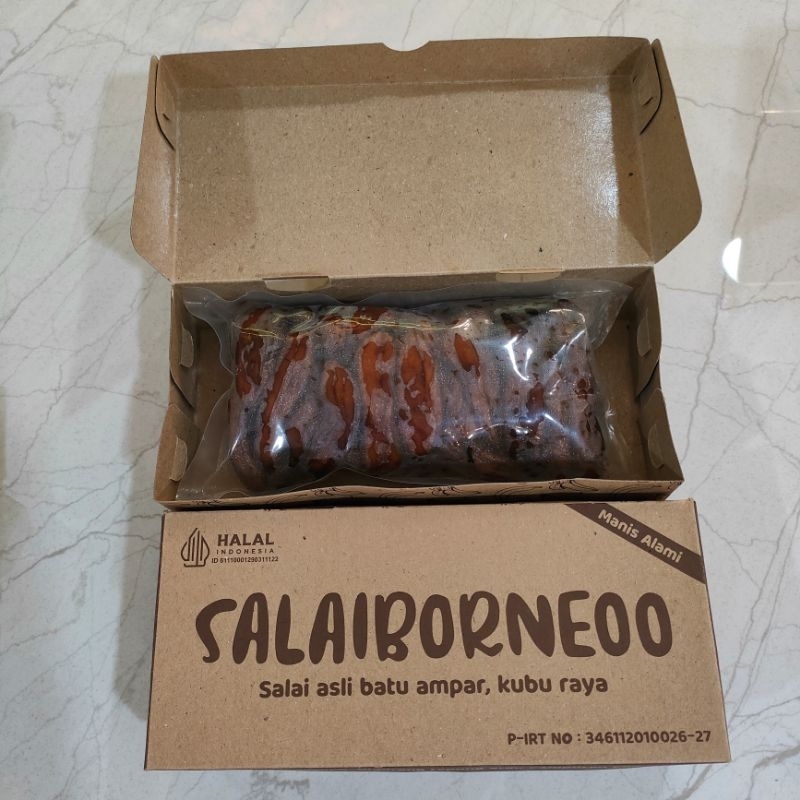 HALAL
INDONESIA
ID 61110001290311122
Manis Alami
SALAIBORNEOO
Salai asli batu ampar, kubu raya
P-IRT NO : 346112010026-27